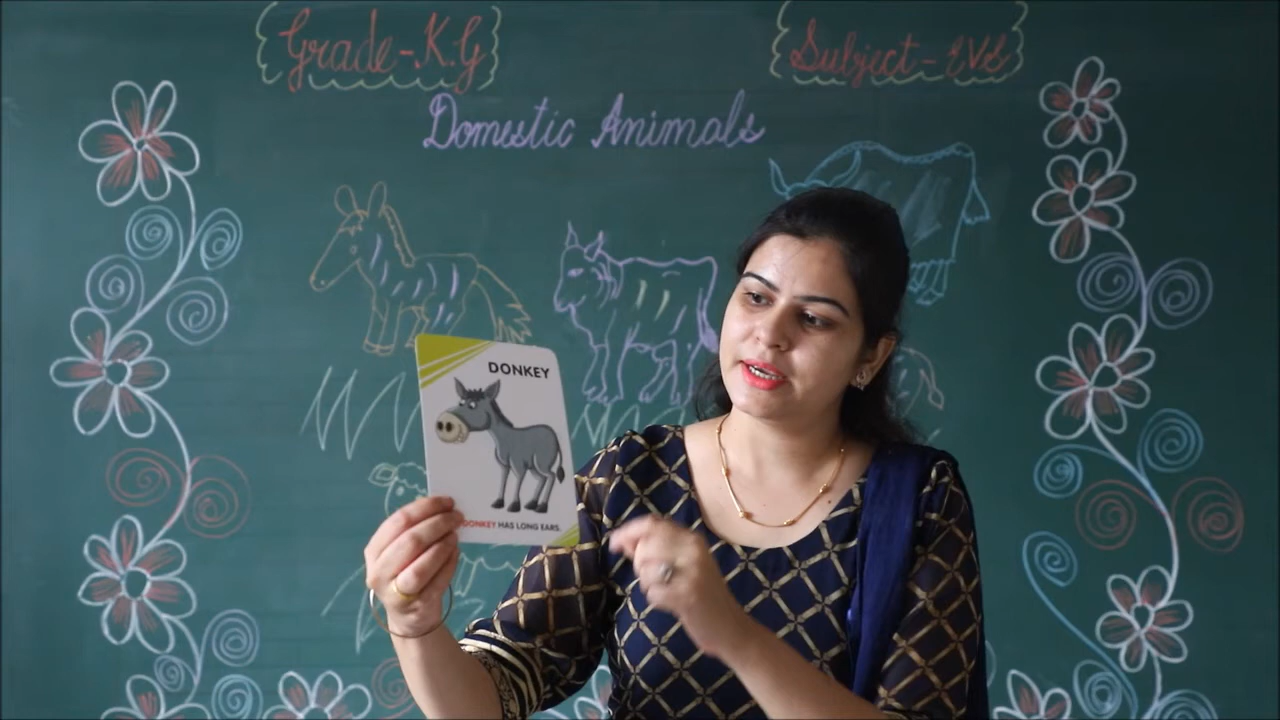 Grade-K.G
Subject-EVS
Domestic Animals
DONKEY
DONKEY HAS LONG EARS.